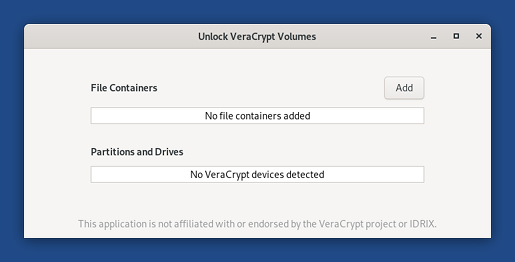 Unlock VeraCrypt Volumes
File Containers
Add
No file containers added
Partitions and Drives
No VeraCrypt devices detected
This application is not affiliated with or endorsed by the VeraCrypt project or IDRIX.